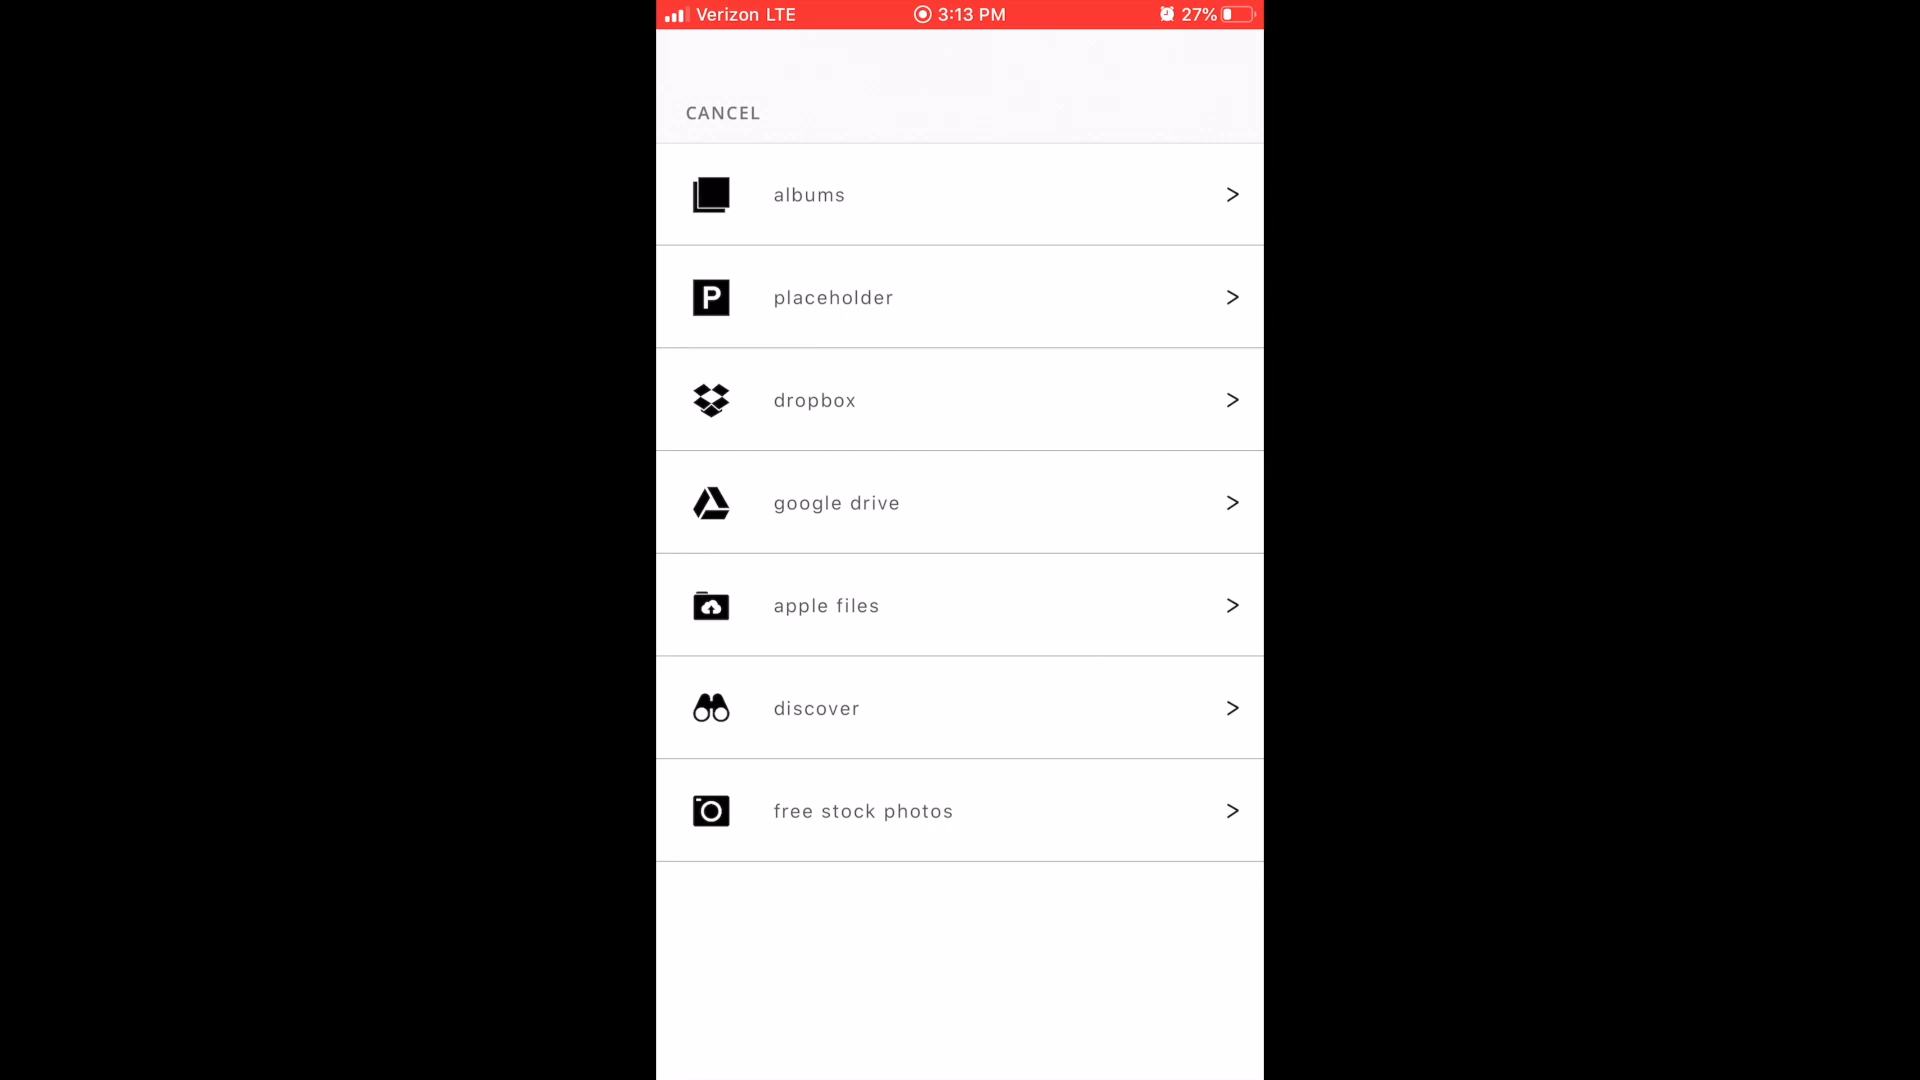 Verizon LTE 3:13 PM 27%
CANCEL
albums >
P placeholder >
dropbox >
google drive >
apple files >
discover >
free stock photos >